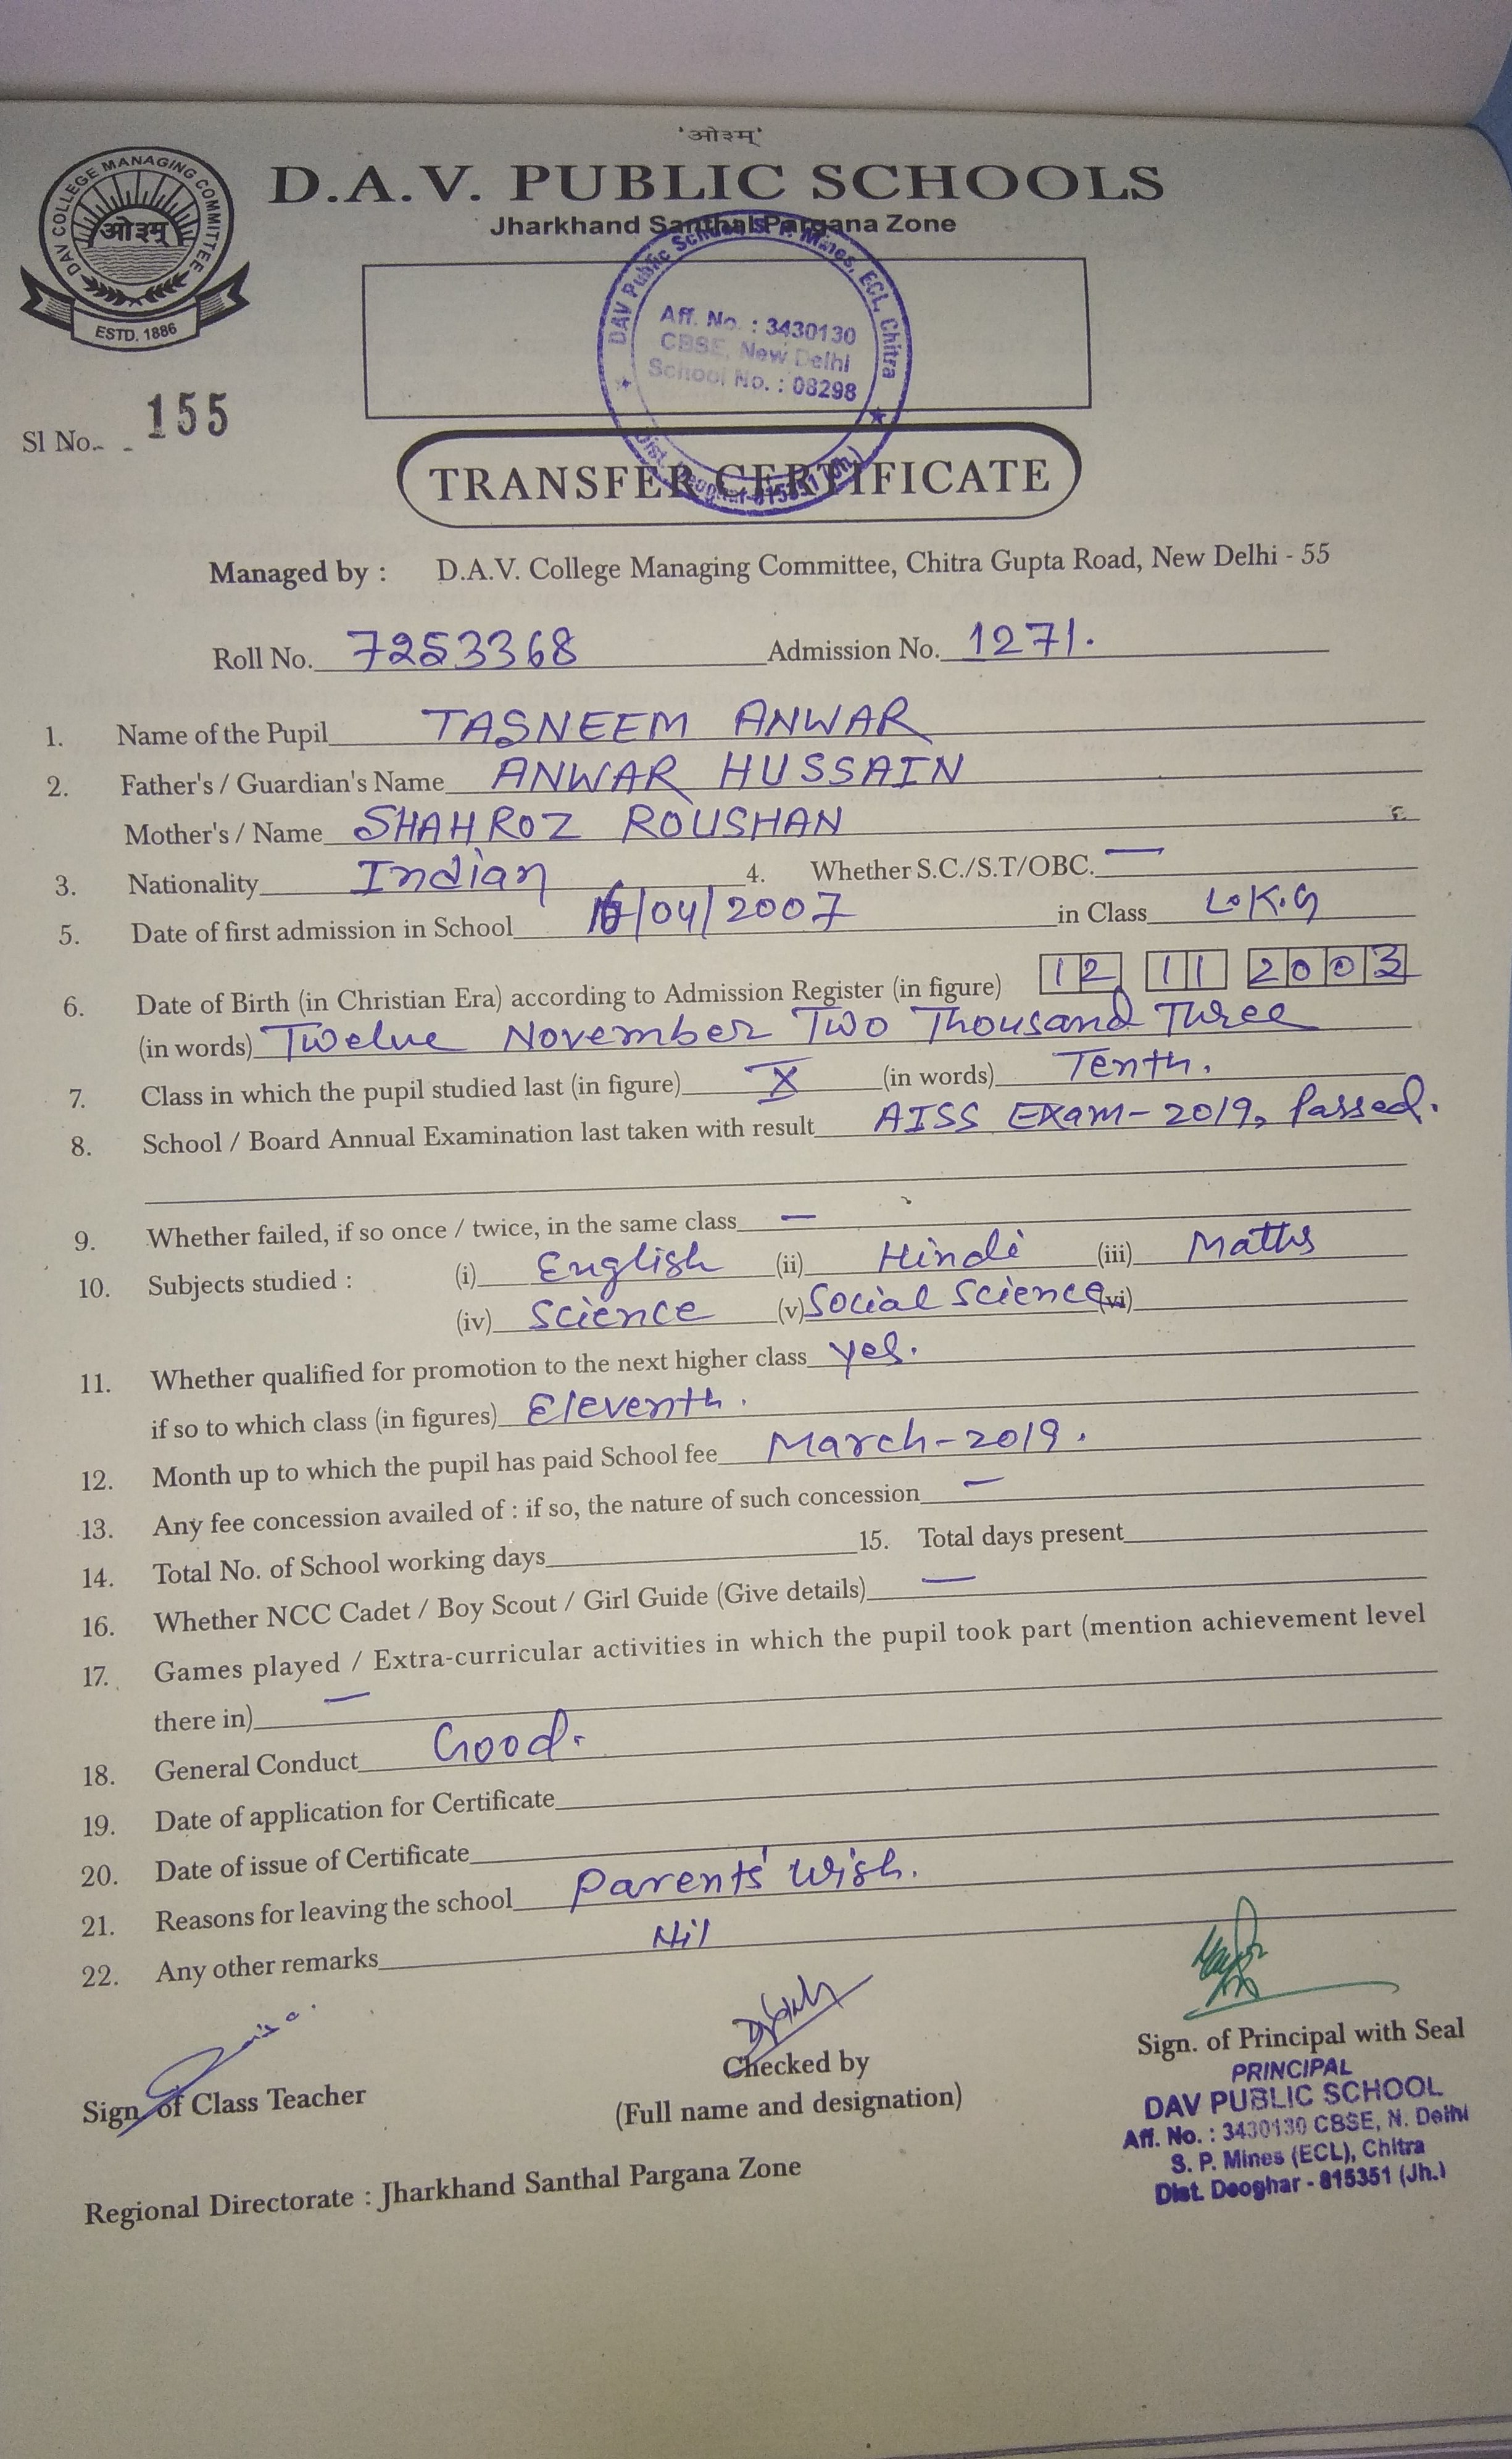 'ओ३म्'
D.A.V. PUBLIC SCHOOLS
Jharkhand Santhal Pargana Zone
DAV COLLEGE MANAGING COMMITTEE
ओ३म्
ESTD. 1886
DAV Public School, S. P. Mines, ECL, Chitra
Aff. No. : 3430130
CBSE, New Delhi
School No. : 08298
Dist. Deoghar-815351 (Jh.)
Sl No. 155
TRANSFER CERTIFICATE
Managed by : D.A.V. College Managing Committee, Chitra Gupta Road, New Delhi - 55
Roll No. 7253368 Admission No. 1271.
1. Name of the Pupil TASNEEM ANWAR
2. Father's / Guardian's Name ANWAR HUSSAIN
Mother's / Name SHAHROZ ROUSHAN
3. Nationality Indian 4. Whether S.C./S.T/OBC. —
5. Date of first admission in School 16/04/2007 in Class L.K.G
6. Date of Birth (in Christian Era) according to Admission Register (in figure) 12 11 2003
(in words) Twelve November Two Thousand Three
7. Class in which the pupil studied last (in figure) X (in words) Tenth.
8. School / Board Annual Examination last taken with result AISS Exam-2019, Passed.
9. Whether failed, if so once / twice, in the same class —
10. Subjects studied : (i) English (ii) Hindi (iii) Maths
(iv) Science (v) Social Science (vi)
11. Whether qualified for promotion to the next higher class yes.
if so to which class (in figures) Eleventh.
12. Month up to which the pupil has paid School fee March-2019.
13. Any fee concession availed of : if so, the nature of such concession —
14. Total No. of School working days 15. Total days present
16. Whether NCC Cadet / Boy Scout / Girl Guide (Give details) —
17. Games played / Extra-curricular activities in which the pupil took part (mention achievement level
there in) —
18. General Conduct Good.
19. Date of application for Certificate
20. Date of issue of Certificate
21. Reasons for leaving the school Parents' Wish.
22. Any other remarks Nil
Sign. of Class Teacher
Checked by
(Full name and designation)
Sign. of Principal with Seal
PRINCIPAL
DAV PUBLIC SCHOOL
Aff. No. : 3430130 CBSE, N. Delhi
S. P. Mines (ECL), Chitra
Dist. Deoghar - 815351 (Jh.)
Regional Directorate : Jharkhand Santhal Pargana Zone